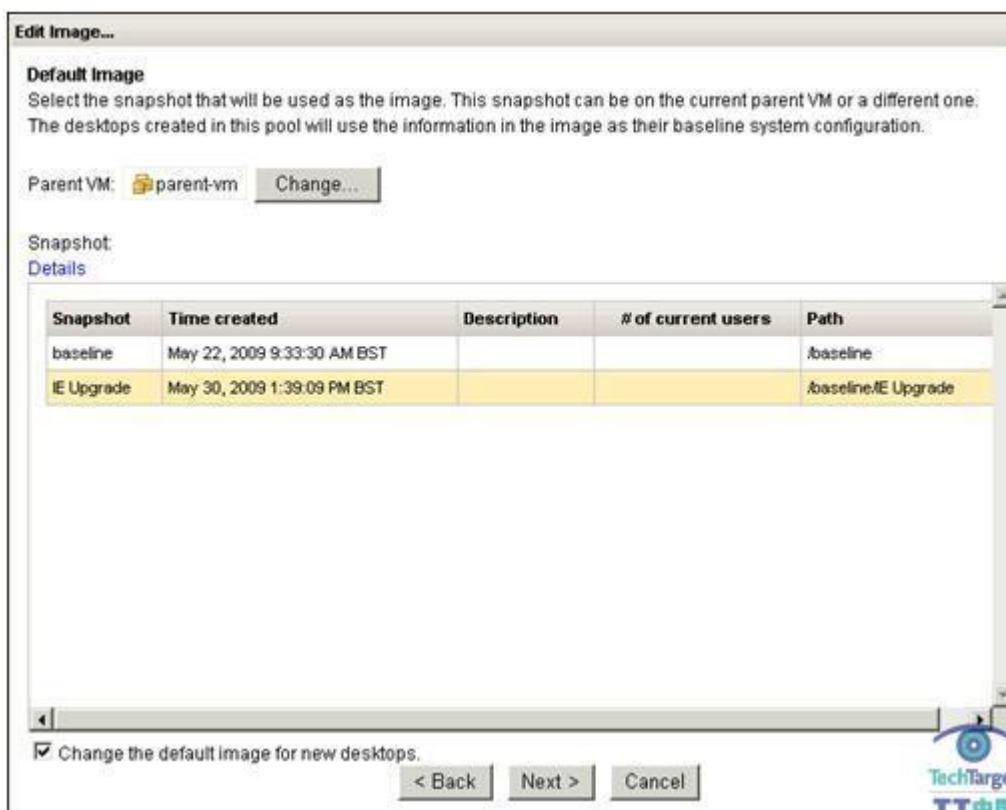 Edit Image...
Default Image
Select the snapshot that will be used as the image. This snapshot can be on the current parent VM or a different one.
The desktops created in this pool will use the information in the image as their baseline system configuration.
Parent VM: parent-vm Change...
Snapshot:
Details
Snapshot Time created Description # of current users Path
baseline May 22, 2009 9:33:30 AM BST /baseline
IE Upgrade May 30, 2009 1:39:09 PM BST /baseline/IE Upgrade
Change the default image for new desktops.
< Back Next > Cancel
TechTarge